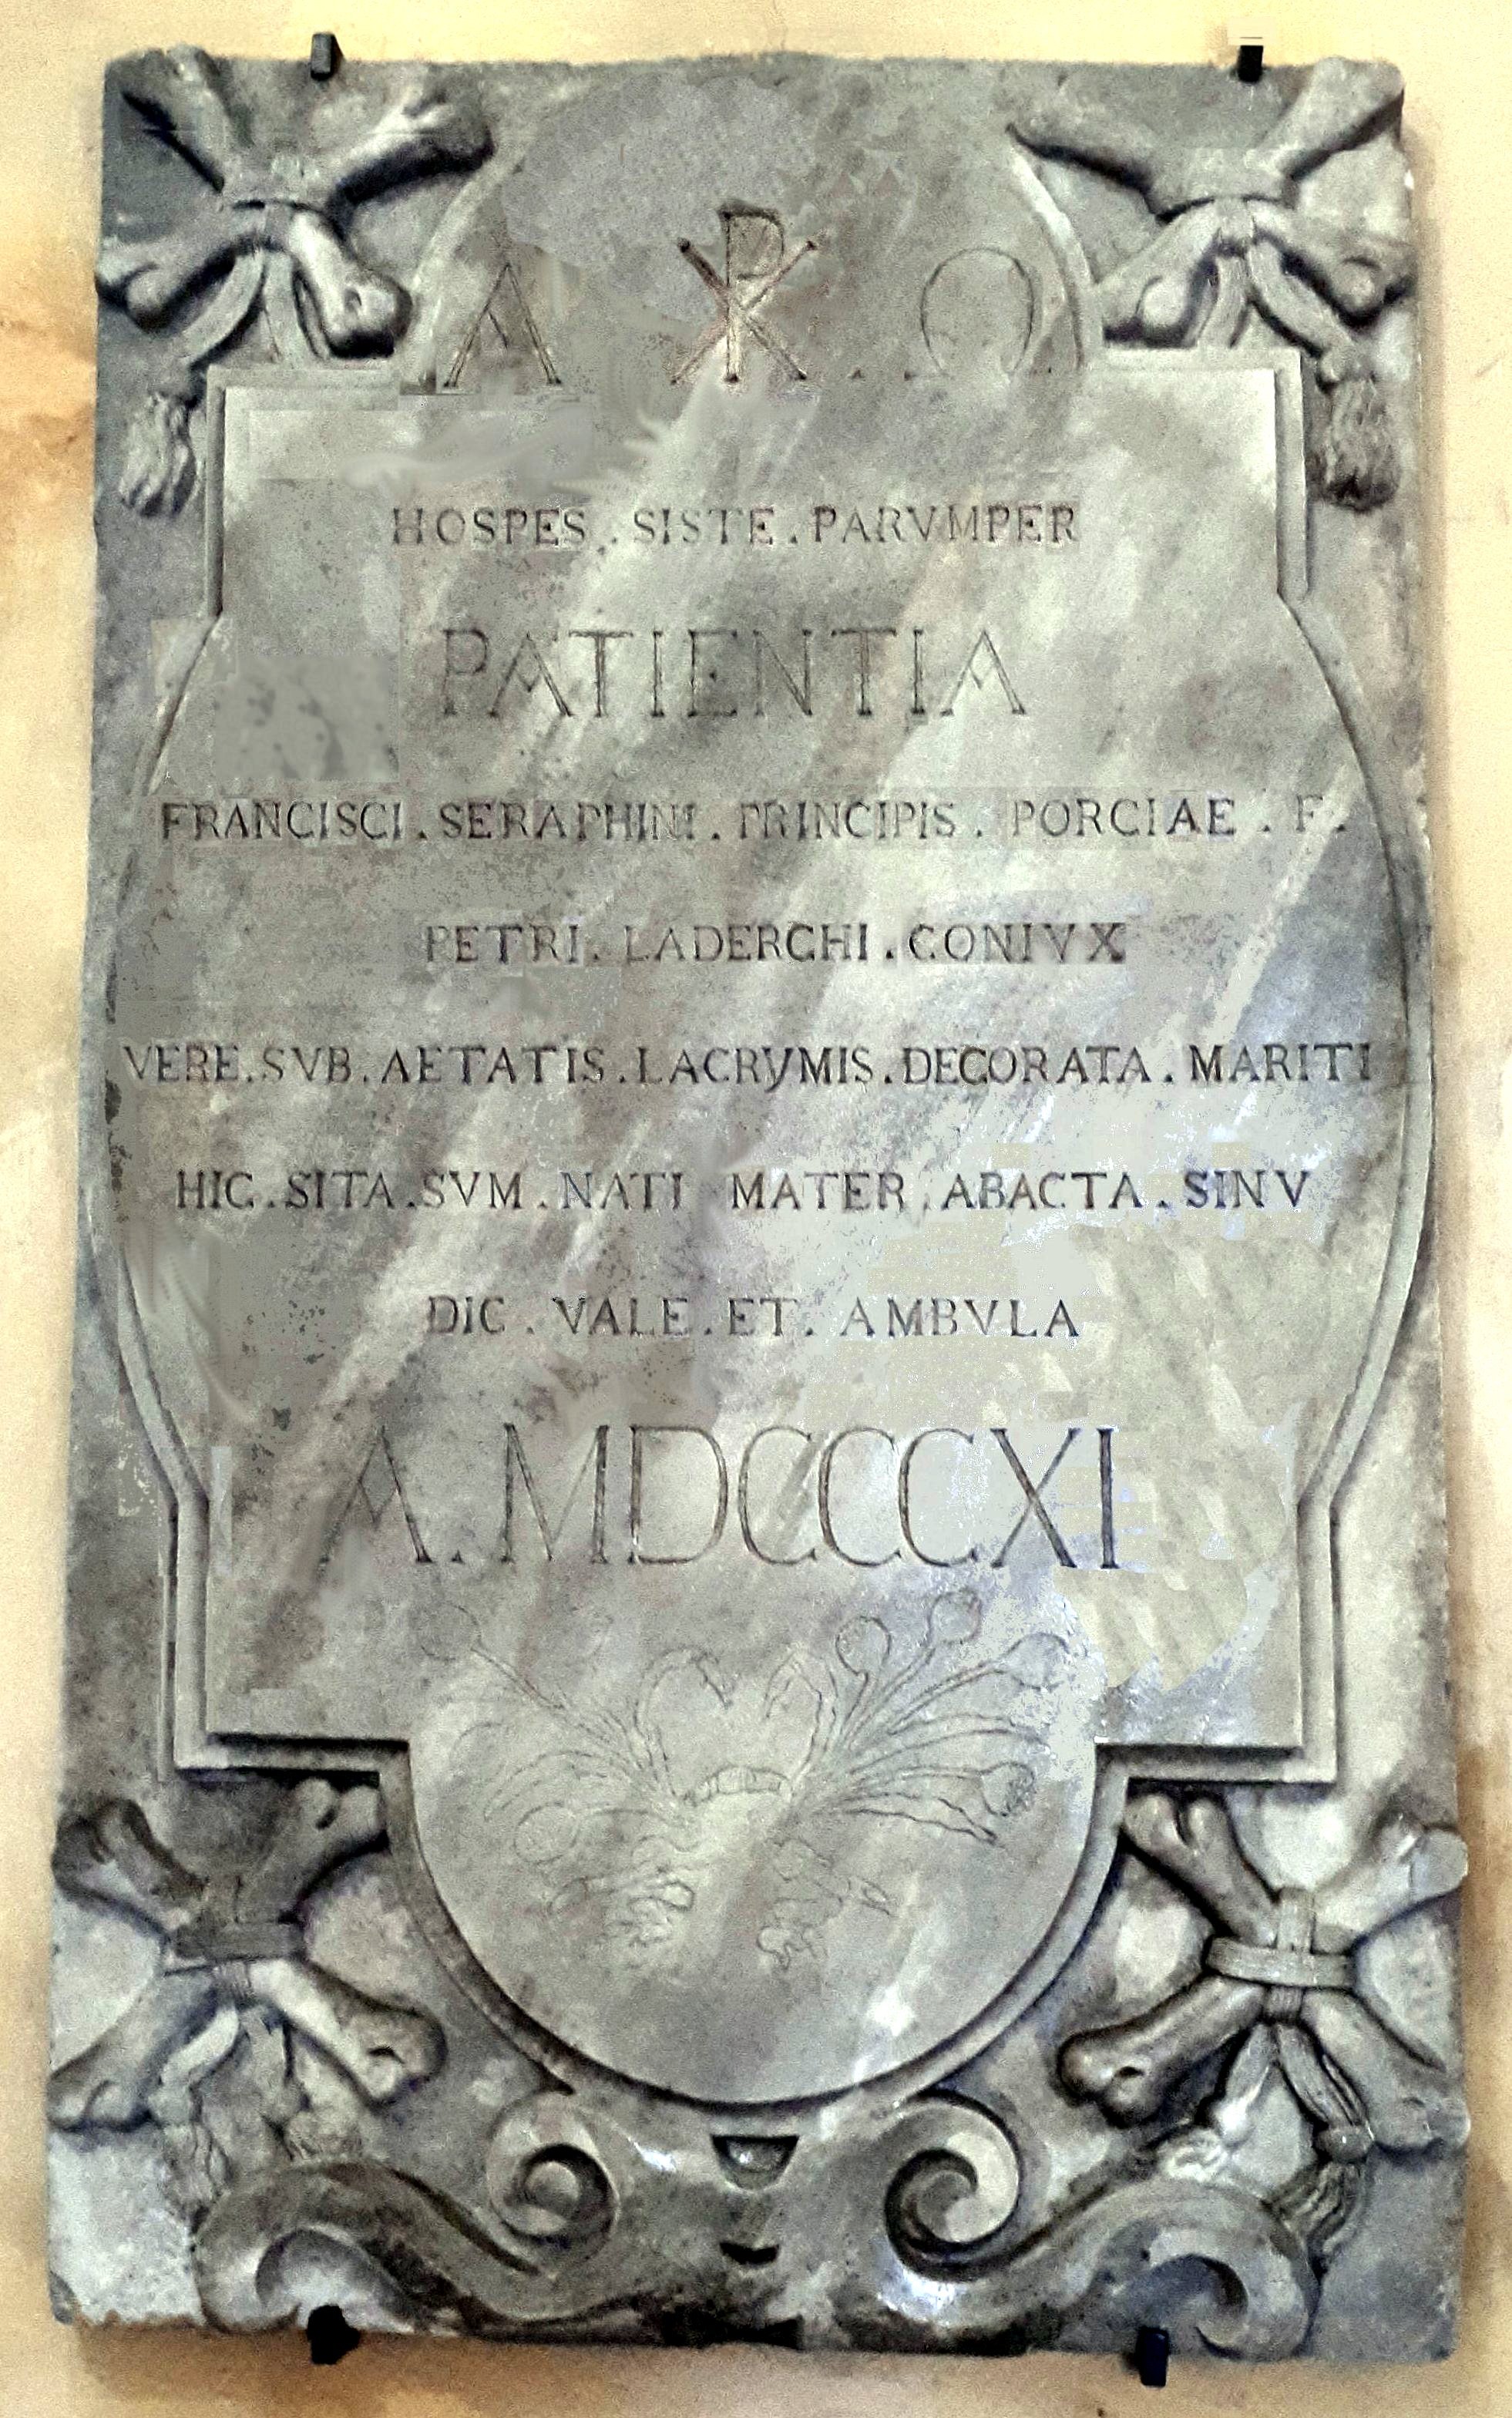 Α ☧ . . Ω
HOSPES . SISTE . PARVMPER
PATIENTIA
FRANCISCI . SERAPHINI . PRINCIPIS . PORCIAE . F .
PETRI . LADERCHI . CONIVX
VERE . SVB . AETATIS . LACRYMIS . DECORATA . MARITI
HIC . SITA . SVM . NATI MATER . ABACTA . SINV
DIC . VALE . ET . AMBVLA
A . MDCCCXI